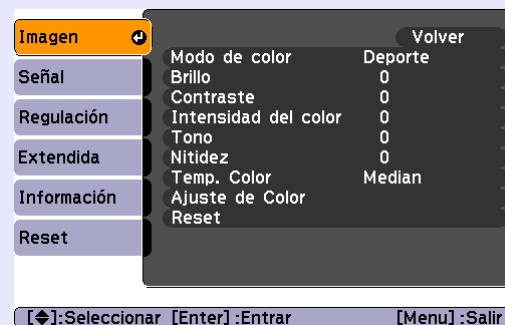 Imagen
Señal
Regulación
Extendida
Información
Reset
Volver
Modo de color Deporte
Brillo 0
Contraste 0
Intensidad del color 0
Tono 0
Nitidez 0
Temp. Color Median
Ajuste de Color
Reset
[◆]:Seleccionar [Enter]:Entrar [Menu]:Salir